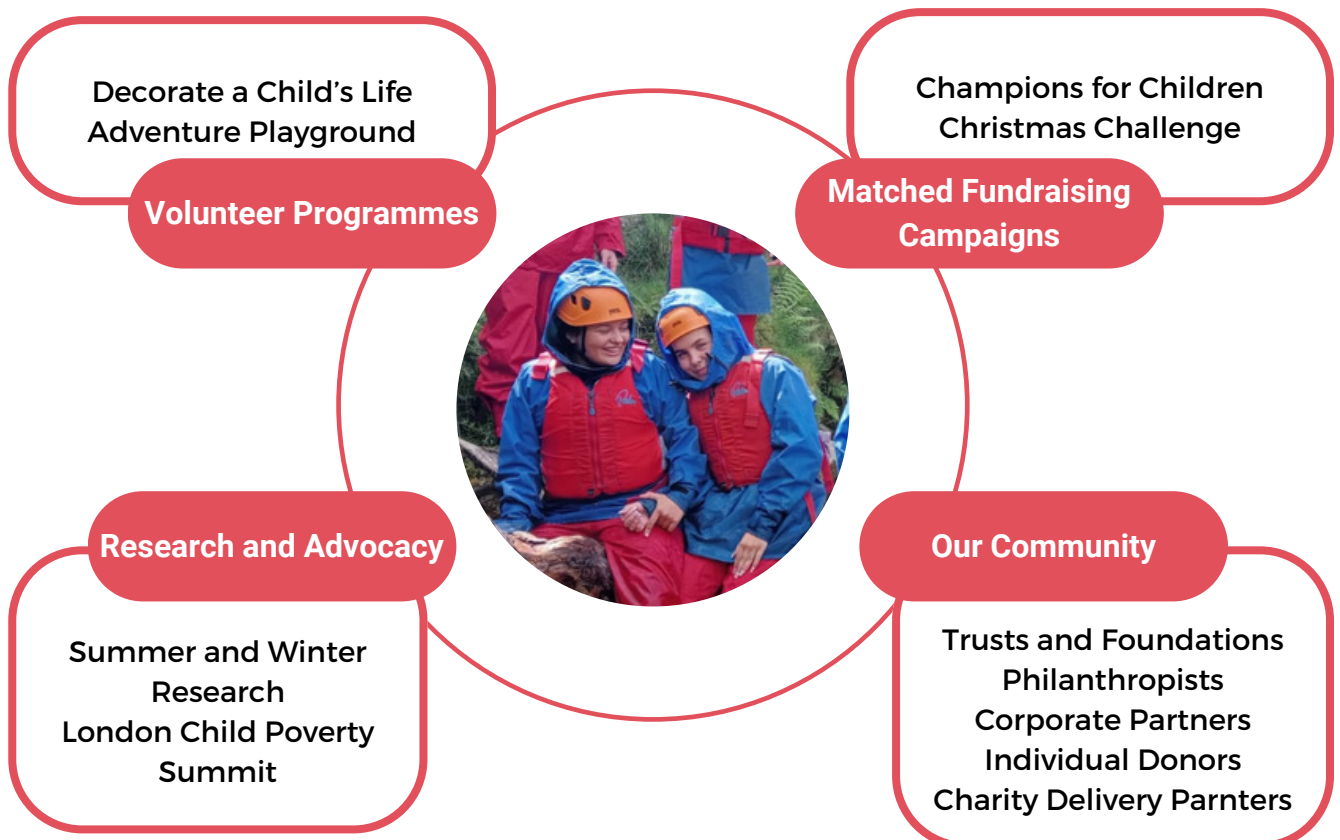 Decorate a Child's Life
Adventure Playground
Volunteer Programmes
Champions for Children
Christmas Challenge
Matched Fundraising
Campaigns
Research and Advocacy
Summer and Winter
Research
London Child Poverty
Summit
Our Community
Trusts and Foundations
Philanthropists
Corporate Partners
Individual Donors
Charity Delivery Parnters